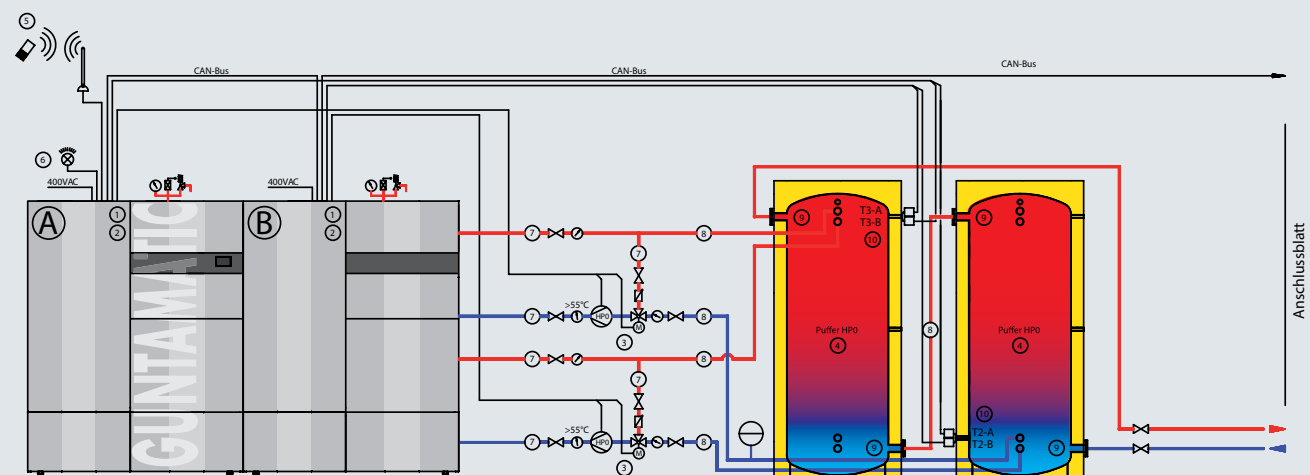 5
CAN-Bus
CAN-Bus
CAN-Bus
6
400VAC
400VAC
A
1
2
B
1
2
GUNTAMATIC
7
8
7
>55°C
7
HP0
M
8
3
7
8
7
>55°C
7
HP0
M
8
3
9
T3-A
T3-B
10
Puffer HP0
4
9
8
9
Puffer HP0
4
10
T2-A
T2-B
9
Anschlussblatt